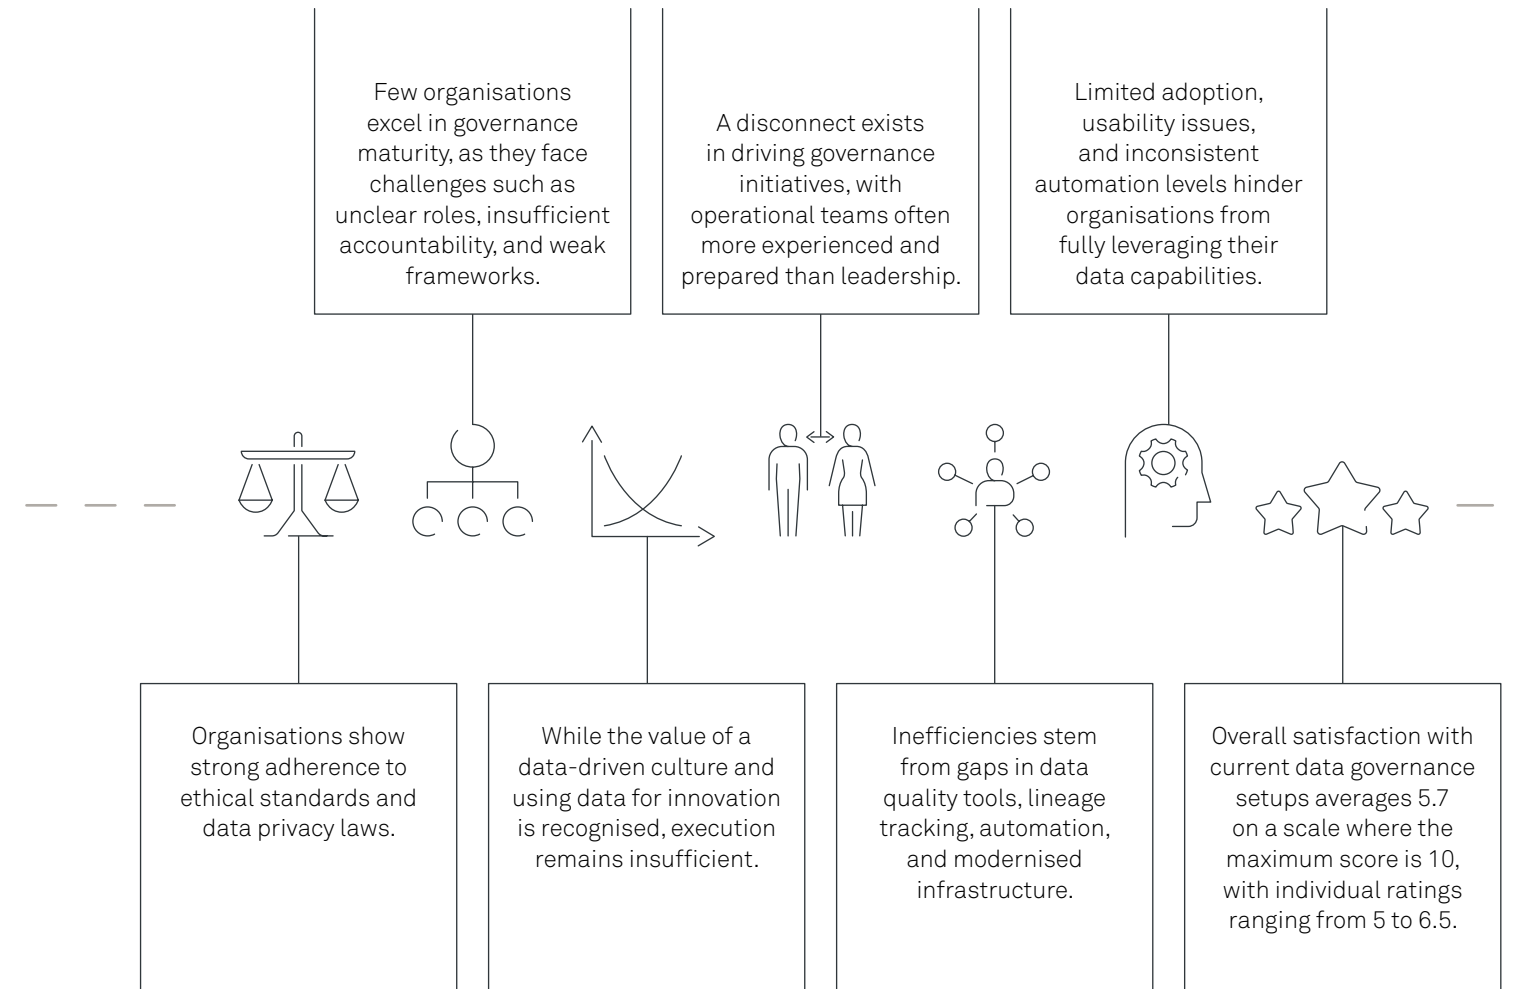 Few organisations
excel in governance
maturity, as they face
challenges such as
unclear roles, insufficient
accountability, and weak
frameworks.
A disconnect exists
in driving governance
initiatives, with
operational teams often
more experienced and
prepared than leadership.
Limited adoption,
usability issues,
and inconsistent
automation levels hinder
organisations from
fully leveraging their
data capabilities.
Organisations show
strong adherence to
ethical standards and
data privacy laws.
While the value of a
data-driven culture and
using data for innovation
is recognised, execution
remains insufficient.
Inefficiencies stem
from gaps in data
quality tools, lineage
tracking, automation,
and modernised
infrastructure.
Overall satisfaction with
current data governance
setups averages 5.7
on a scale where the
maximum score is 10,
with individual ratings
ranging from 5 to 6.5.